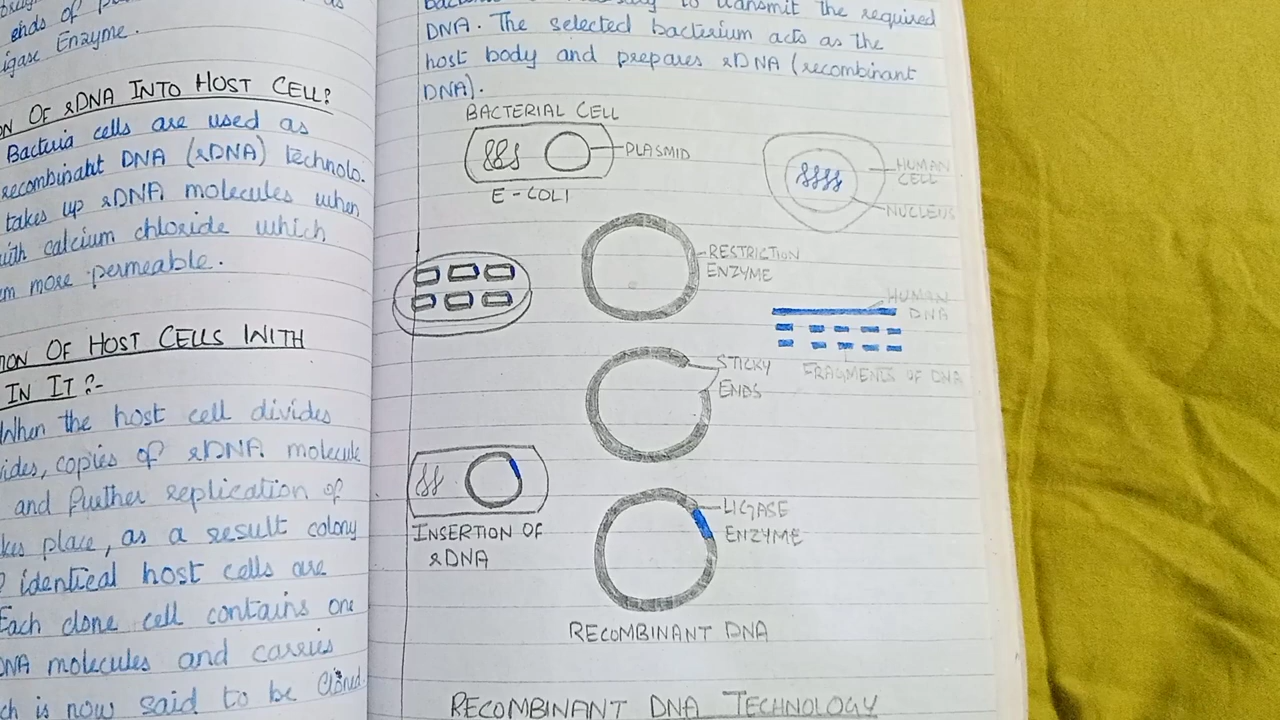 ends of
igase Enzyme.
ON OF rDNA INTO HOST CELL?
Bacteria cells are used as
recombinant DNA (rDNA) technolo.
takes up rDNA molecules when
with calcium chloride which
m more permeable.
ION OF HOST CELLS WITH
IN IT?-
When the host cell divides
ides, copies of rDNA molecule
and further replication of
kes place, as a result colony
identical host cells are
Each clone cell contains one
DNA molecules and carries
ch is now said to be Cloned.
to transmit the required
DNA. The selected bacterium acts as the
host body and prepares rDNA (recombinant
DNA).
BACTERIAL CELL
PLASMID
E-COLI
HUMAN
CELL
NUCLEUS
RESTRICTION
ENZYME
HUMAN
DNA
FRAGMENTS OF DNA
STICKY
ENDS
INSERTION OF
rDNA
LIGASE
ENZYME
RECOMBINANT DNA
RECOMBINANT DNA TECHNOLOGY